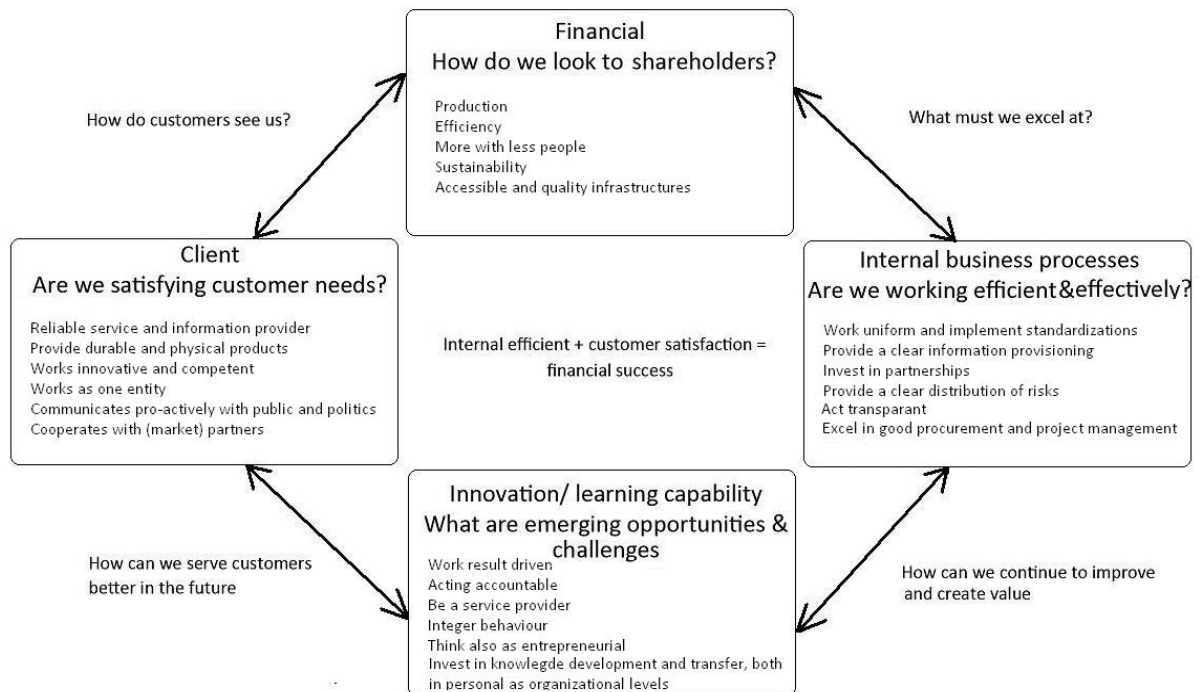 Financial
How do we look to shareholders?
Production
Efficiency
More with less people
Sustainability
Accessible and quality infrastructures
How do customers see us?
What must we excel at?
Client
Are we satisfying customer needs?
Reliable service and information provider
Provide durable and physical products
Works innovative and competent
Works as one entity
Communicates pro-actively with public and politics
Cooperates with (market) partners
Internal efficient + customer satisfaction =
financial success
Internal business processes
Are we working efficient&effectively?
Work uniform and implement standardizations
Provide a clear information provisioning
Invest in partnerships
Provide a clear distribution of risks
Act transparant
Excel in good procurement and project management
How can we serve customers
better in the future
Innovation/ learning capability
What are emerging opportunities &
challenges
Work result driven
Acting accountable
Be a service provider
Integer behaviour
Think also as entrepreneurial
Invest in knowlegde development and transfer, both
in personal as organizational levels
How can we continue to improve
and create value